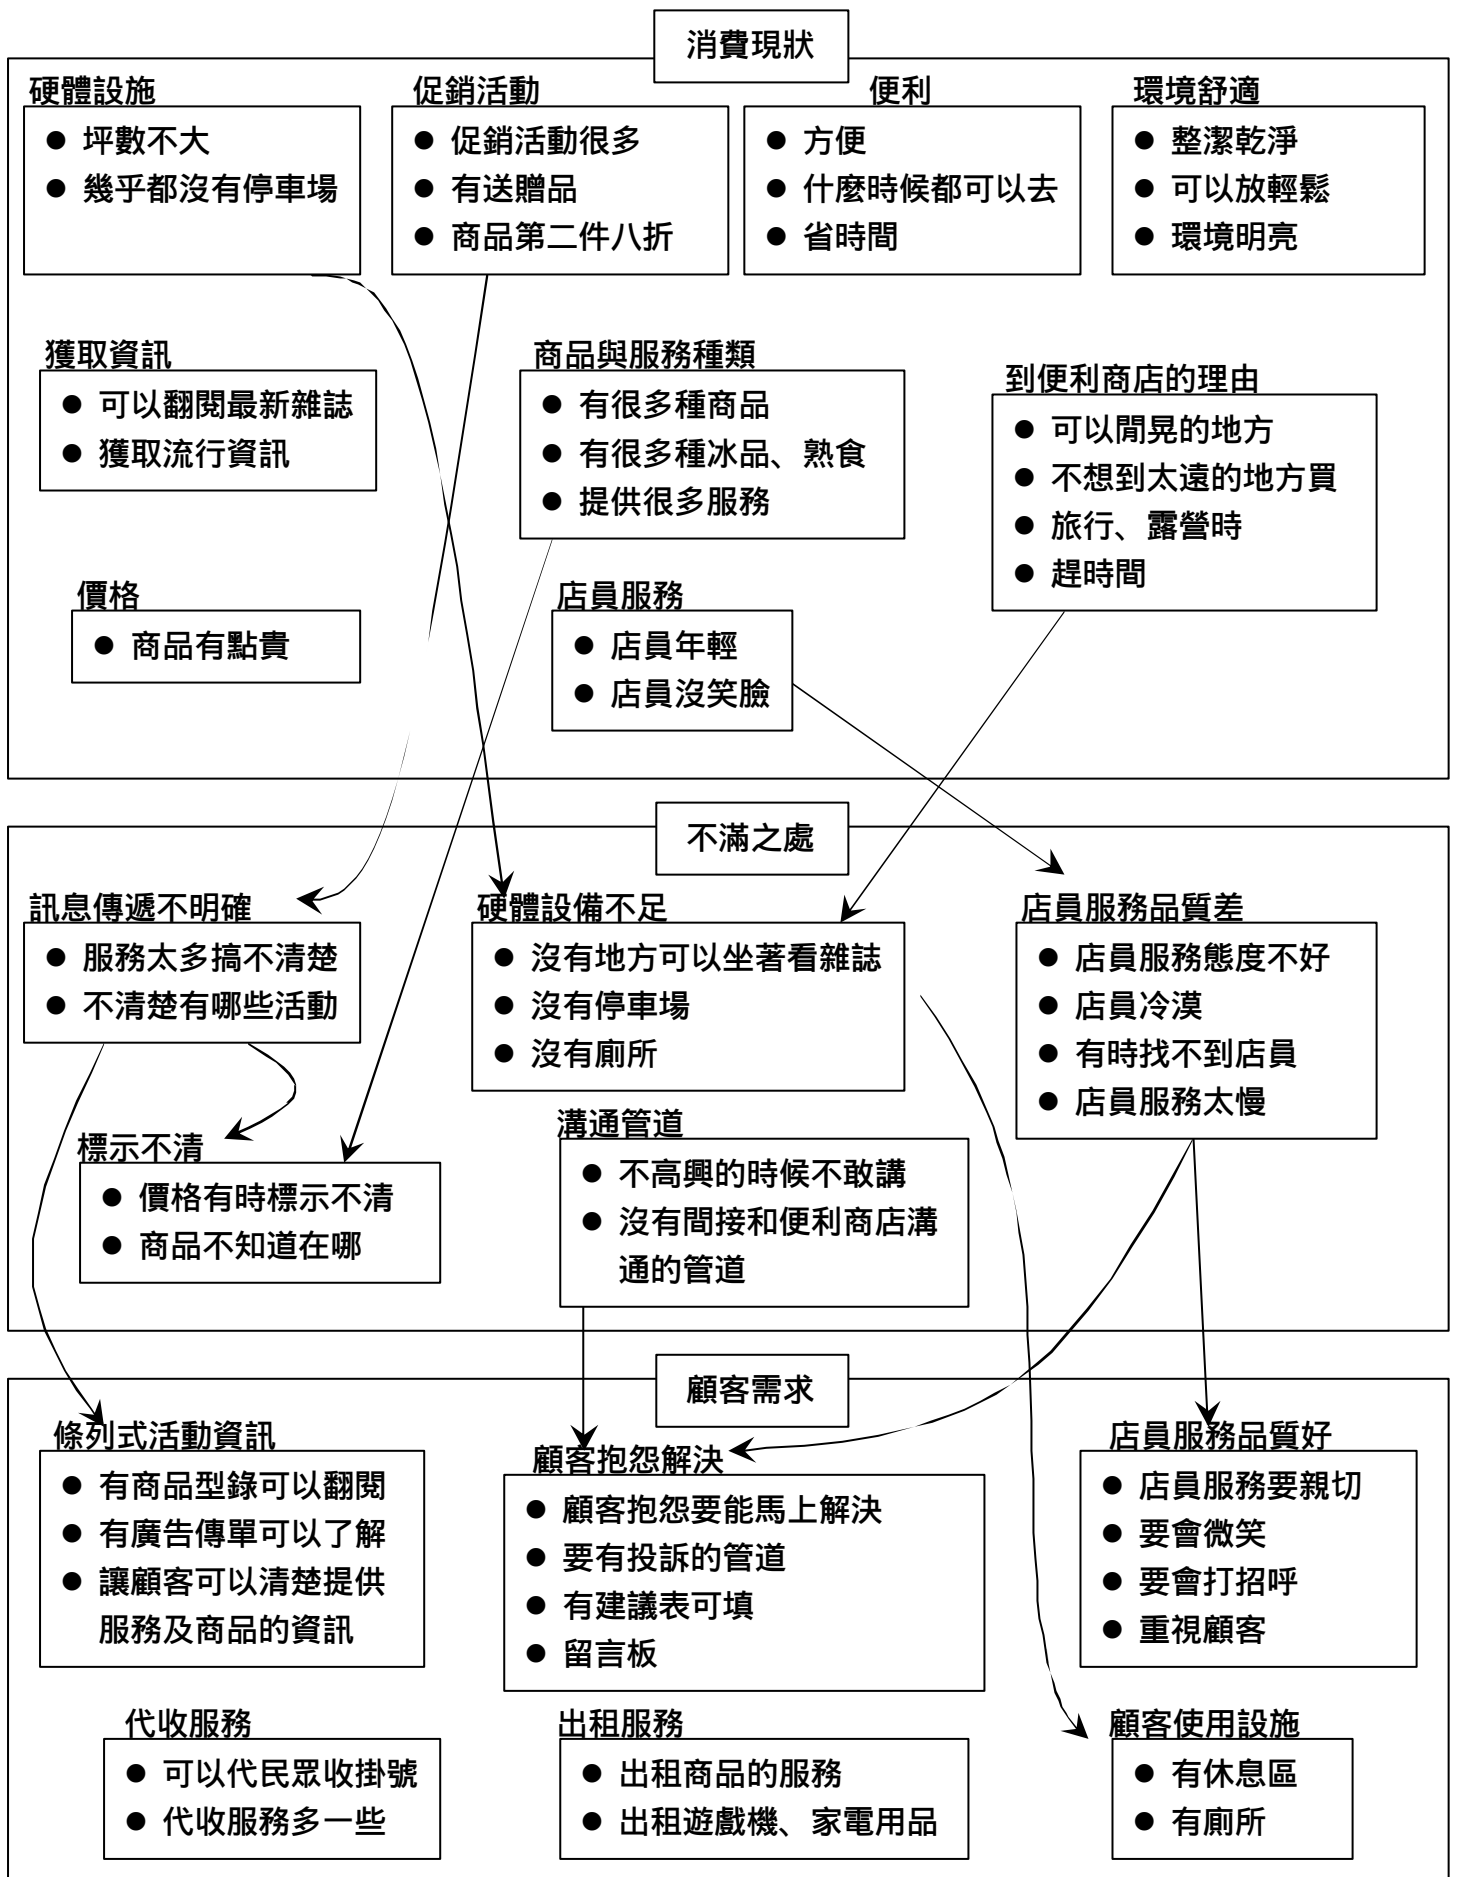 消費現狀
硬體設施
● 坪數不大
● 幾乎都沒有停車場
促銷活動
● 促銷活動很多
● 有送贈品
● 商品第二件八折
便利
● 方便
● 什麼時候都可以去
● 省時間
環境舒適
● 整潔乾淨
● 可以放輕鬆
● 環境明亮
獲取資訊
● 可以翻閱最新雜誌
● 獲取流行資訊
商品與服務種類
● 有很多種商品
● 有很多種冰品、熟食
● 提供很多服務
到便利商店的理由
● 可以閒晃的地方
● 不想到太遠的地方買
● 旅行、露營時
● 趕時間
價格
● 商品有點貴
店員服務
● 店員年輕
● 店員沒笑臉
不滿之處
訊息傳遞不明確
● 服務太多搞不清楚
● 不清楚有哪些活動
硬體設備不足
● 沒有地方可以坐著看雜誌
● 沒有停車場
● 沒有廁所
店員服務品質差
● 店員服務態度不好
● 店員冷漠
● 有時找不到店員
● 店員服務太慢
標示不清
● 價格有時標示不清
● 商品不知道在哪
溝通管道
● 不高興的時候不敢講
● 沒有間接和便利商店溝
通的管道
顧客需求
條列式活動資訊
● 有商品型錄可以翻閱
● 有廣告傳單可以了解
● 讓顧客可以清楚提供
服務及商品的資訊
顧客抱怨解決
● 顧客抱怨要能馬上解決
● 要有投訴的管道
● 有建議表可填
● 留言板
店員服務品質好
● 店員服務要親切
● 要會微笑
● 要會打招呼
● 重視顧客
代收服務
● 可以代民眾收掛號
● 代收服務多一些
出租服務
● 出租商品的服務
● 出租遊戲機、家電用品
顧客使用設施
● 有休息區
● 有廁所